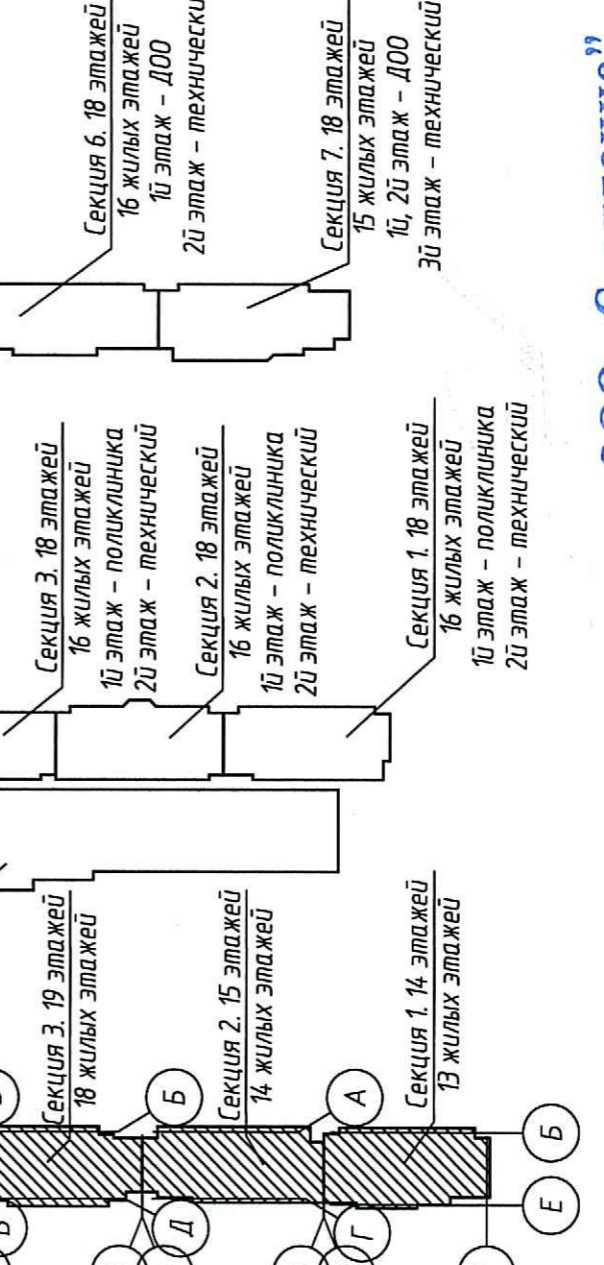 Секция 6. 18 этажей
16 жилых этажей
1й этаж – ДОО
2й этаж – технический
Секция 7. 18 этажей
15 жилых этажей
1й, 2й этаж – ДОО
3й этаж – технический
Секция 3. 18 этажей
16 жилых этажей
1й этаж – поликлиника
2й этаж – технический
Секция 2. 18 этажей
16 жилых этажей
1й этаж – поликлиника
2й этаж – технический
Секция 1. 18 этажей
16 жилых этажей
1й этаж – поликлиника
2й этаж – технический
Секция 3. 19 этажей
18 жилых этажей
Секция 2. 15 этажей
14 жилых этажей
Секция 1. 14 этажей
13 жилых этажей
Б
А
Б
В
Д
Г
Е